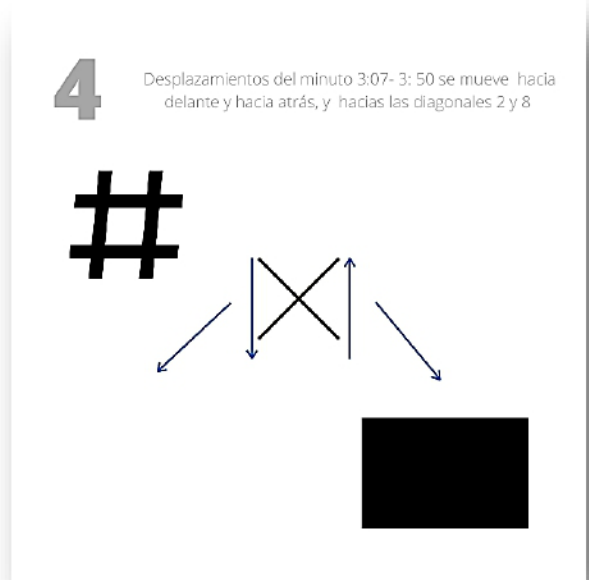 4
Desplazamientos del minuto 3:07- 3: 50 se mueve hacia
delante y hacia atrás, y hacias las diagonales 2 y 8
#